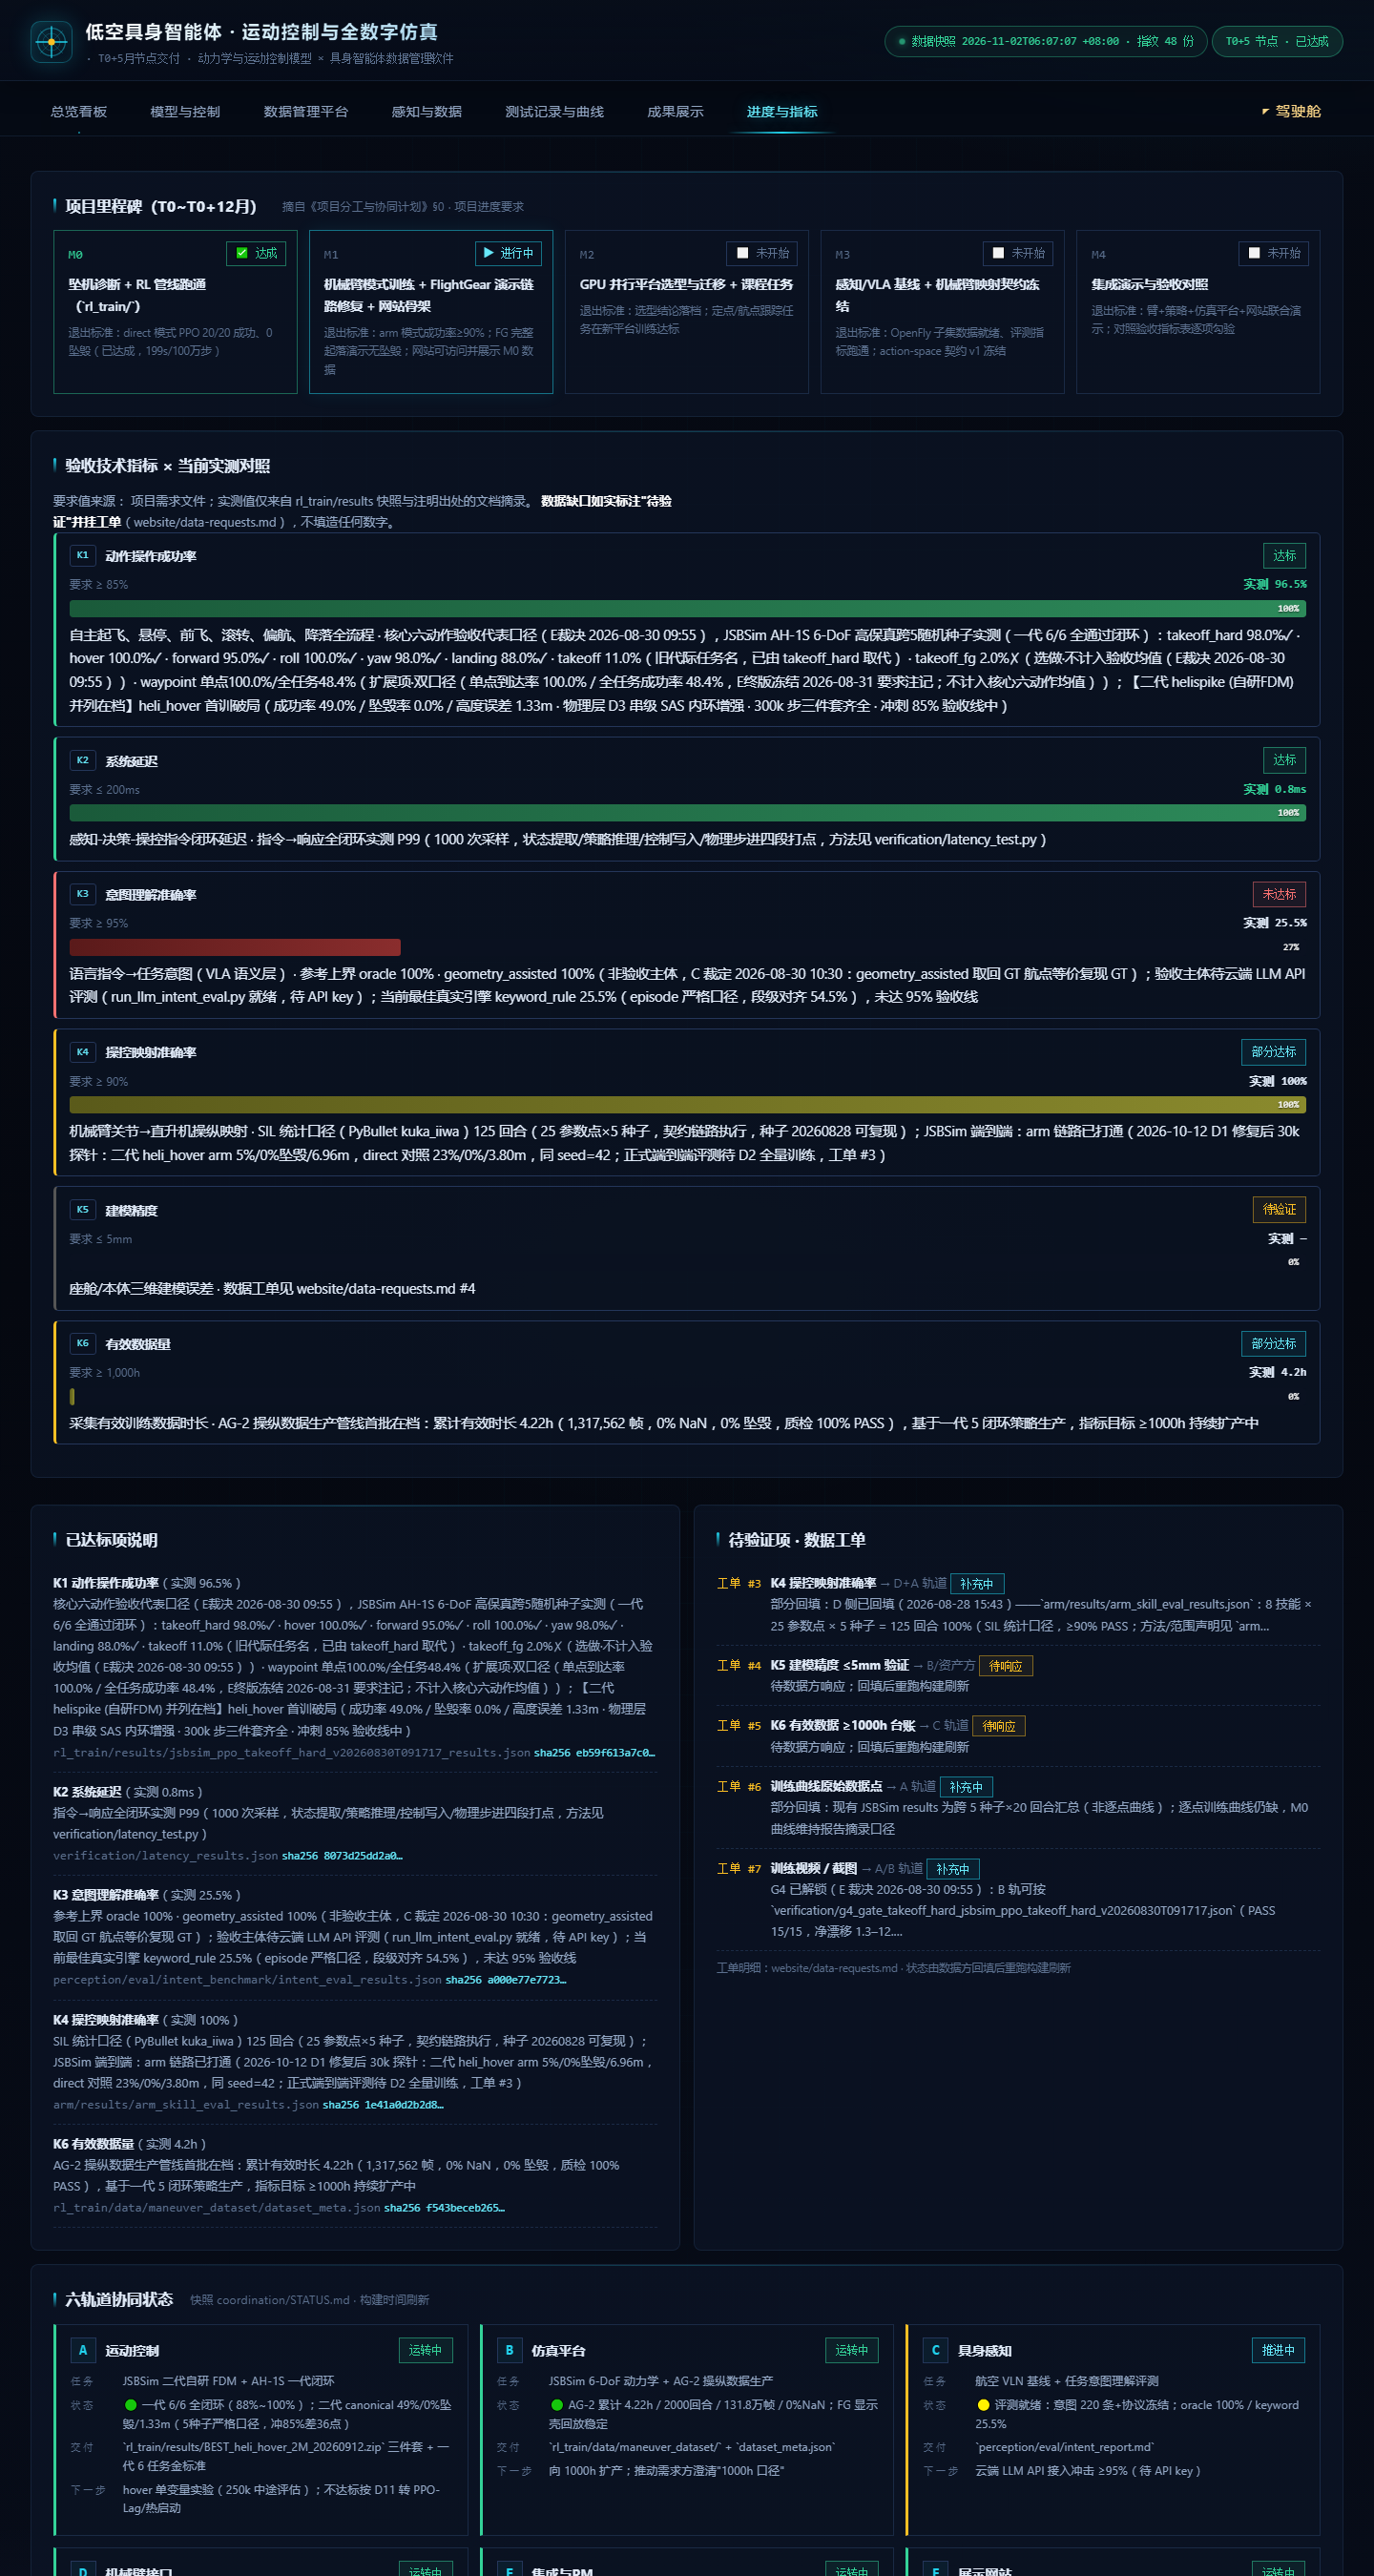 低空具身智能体 · 运动控制与全数字仿真
· T0+5月节点交付 · 动力学与运动控制模型 × 具身智能体数据管理软件
数据快照 2026-11-02T06:07:07 +08:00 · 指纹 48 份
T0+5 节点 · 已达成
总览看板
模型与控制
数据管理平台
感知与数据
测试记录与曲线
成果展示
进度与指标
驾驶舱
项目里程碑（T0~T0+12月）
摘自《项目分工与协同计划》§0 · 项目进度要求
M0
✅ 达成
坠机诊断 + RL 管线跑通
（`rl_train/`）
退出标准：direct 模式 PPO 20/20 成功、0
坠毁（已达成，199s/100万步）
M1
▶ 进行中
机械臂模式训练 + FlightGear 演示链
路修复 + 网站骨架
退出标准：arm 模式成功率≥90%；FG 完整
起落演示无坠毁；网站可访问并展示 M0 数
据
M2
⬜ 未开始
GPU 并行平台选型与迁移 + 课程任务
退出标准：选型结论落档；定点/航点跟踪任
务在新平台训练达标
M3
⬜ 未开始
感知/VLA 基线 + 机械臂映射契约冻
结
退出标准：OpenFly 子集数据就绪、评测指
标跑通；action-space 契约 v1 冻结
M4
⬜ 未开始
集成演示与验收对照
退出标准：臂+策略+仿真平台+网站联合演
示；对照验收指标表逐项勾验
验收技术指标 × 当前实测对照
要求值来源： 项目需求文件；实测值仅来自 rl_train/results 快照与注明出处的文档摘录。 数据缺口如实标注"待验
证"并挂工单（website/data-requests.md），不填造任何数字。
K1 动作操作成功率
达标
要求 ≥ 85%
实测 96.5%
100%
自主起飞、悬停、前飞、滚转、偏航、降落全流程 · 核心六动作验收代表口径（E裁决 2026-08-30 09:55），JSBSim AH-1S 6-DoF 高保真跨5随机种子实测（一代 6/6 全通过闭环）：takeoff_hard 98.0%✓ ·
hover 100.0%✓ · forward 95.0%✓ · roll 100.0%✓ · yaw 98.0%✓ · landing 88.0%✓ · takeoff 11.0%（旧代际任务名，已由 takeoff_hard 取代） · takeoff_fg 2.0%✗（选做·不计入验收均值（E裁决 2026-08-30
09:55）） · waypoint 单点100.0%/全任务48.4%（扩展项·双口径（单点到达率 100.0% / 全任务成功率 48.4%，E终版冻结 2026-08-31 要求注记；不计入核心六动作均值））；【二代 helispike (自研FDM)
并列在档】heli_hover 首训破局（成功率 49.0% / 坠毁率 0.0% / 高度误差 1.33m · 物理层 D3 串级 SAS 内环增强 · 300k 步三件套齐全 · 冲刺 85% 验收线中）
K2 系统延迟
达标
要求 ≤ 200ms
实测 0.8ms
100%
感知-决策-操控指令闭环延迟 · 指令→响应全闭环实测 P99（1000 次采样，状态提取/策略推理/控制写入/物理步进四段打点，方法见 verification/latency_test.py）
K3 意图理解准确率
未达标
要求 ≥ 95%
实测 25.5%
27%
语言指令→任务意图（VLA 语义层） · 参考上界 oracle 100% · geometry_assisted 100%（非验收主体，C 裁定 2026-08-30 10:30：geometry_assisted 取回 GT 航点等价复现 GT）；验收主体待云端 LLM API
评测（run_llm_intent_eval.py 就绪，待 API key）；当前最佳真实引擎 keyword_rule 25.5%（episode 严格口径，段级对齐 54.5%），未达 95% 验收线
K4 操控映射准确率
部分达标
要求 ≥ 90%
实测 100%
100%
机械臂关节→直升机操纵映射 · SIL 统计口径（PyBullet kuka_iiwa）125 回合（25 参数点×5 种子，契约链路执行，种子 20260828 可复现）；JSBSim 端到端：arm 链路已打通（2026-10-12 D1 修复后 30k
探针：二代 heli_hover arm 5%/0%坠毁/6.96m，direct 对照 23%/0%/3.80m，同 seed=42；正式端到端评测待 D2 全量训练，工单 #3）
K5 建模精度
待验证
要求 ≤ 5mm
实测 —
0%
座舱/本体三维建模误差 · 数据工单见 website/data-requests.md #4
K6 有效数据量
部分达标
要求 ≥ 1,000h
实测 4.2h
0%
采集有效训练数据时长 · AG-2 操纵数据生产管线首批在档：累计有效时长 4.22h（1,317,562 帧，0% NaN，0% 坠毁，质检 100% PASS），基于一代 5 闭环策略生产，指标目标 ≥1000h 持续扩产中
已达标项说明
K1 动作操作成功率（实测 96.5%）
核心六动作验收代表口径（E裁决 2026-08-30 09:55），JSBSim AH-1S 6-DoF 高保真跨5随机种子实测（一代
6/6 全通过闭环）：takeoff_hard 98.0%✓ · hover 100.0%✓ · forward 95.0%✓ · roll 100.0%✓ · yaw 98.0%✓ ·
landing 88.0%✓ · takeoff 11.0%（旧代际任务名，已由 takeoff_hard 取代） · takeoff_fg 2.0%✗（选做·不计入验
收均值（E裁决 2026-08-30 09:55）） · waypoint 单点100.0%/全任务48.4%（扩展项·双口径（单点到达率
100.0% / 全任务成功率 48.4%，E终版冻结 2026-08-31 要求注记；不计入核心六动作均值））；【二代
helispike (自研FDM) 并列在档】heli_hover 首训破局（成功率 49.0% / 坠毁率 0.0% / 高度误差 1.33m · 物理层
D3 串级 SAS 内环增强 · 300k 步三件套齐全 · 冲刺 85% 验收线中）
rl_train/results/jsbsim_ppo_takeoff_hard_v20260830T091717_results.json sha256 eb59f613a7c0…
K2 系统延迟（实测 0.8ms）
指令→响应全闭环实测 P99（1000 次采样，状态提取/策略推理/控制写入/物理步进四段打点，方法见
verification/latency_test.py）
verification/latency_results.json sha256 8073d25dd2a0…
K3 意图理解准确率（实测 25.5%）
参考上界 oracle 100% · geometry_assisted 100%（非验收主体，C 裁定 2026-08-30 10:30：geometry_assisted
取回 GT 航点等价复现 GT）；验收主体待云端 LLM API 评测（run_llm_intent_eval.py 就绪，待 API key）；当
前最佳真实引擎 keyword_rule 25.5%（episode 严格口径，段级对齐 54.5%），未达 95% 验收线
perception/eval/intent_benchmark/intent_eval_results.json sha256 a000e77e7723…
K4 操控映射准确率（实测 100%）
SIL 统计口径（PyBullet kuka_iiwa）125 回合（25 参数点×5 种子，契约链路执行，种子 20260828 可复现）；
JSBSim 端到端：arm 链路已打通（2026-10-12 D1 修复后 30k 探针：二代 heli_hover arm 5%/0%坠毁/6.96m，
direct 对照 23%/0%/3.80m，同 seed=42；正式端到端评测待 D2 全量训练，工单 #3）
arm/results/arm_skill_eval_results.json sha256 1e41a0d2b2d8…
K6 有效数据量（实测 4.2h）
AG-2 操纵数据生产管线首批在档：累计有效时长 4.22h（1,317,562 帧，0% NaN，0% 坠毁，质检 100%
PASS），基于一代 5 闭环策略生产，指标目标 ≥1000h 持续扩产中
rl_train/data/maneuver_dataset/dataset_meta.json sha256 f543beceb265…
待验证项 · 数据工单
工单 #3 K4 操控映射准确率 → D+A 轨道 补充中
部分回填：D 侧已回填（2026-08-28 15:43）——`arm/results/arm_skill_eval_results.json`：8 技能 ×
25 参数点 × 5 种子 = 125 回合 100%（SIL 统计口径，≥90% PASS；方法/范围声明见 `arm…
工单 #4 K5 建模精度 ≤5mm 验证 → B/资产方 待响应
待数据方响应；回填后重跑构建刷新
工单 #5 K6 有效数据 ≥1000h 台账 → C 轨道 待响应
待数据方响应；回填后重跑构建刷新
工单 #6 训练曲线原始数据点 → A 轨道 补充中
部分回填：现有 JSBSim results 为跨 5 种子×20 回合汇总（非逐点曲线）；逐点训练曲线仍缺，M0
曲线维持报告摘录口径
工单 #7 训练视频 / 截图 → A/B 轨道 补充中
G4 已解锁（E 裁决 2026-08-30 09:55）：B 轨可按
`verification/g4_gate_takeoff_hard_jsbsim_ppo_takeoff_hard_v20260830T091717.json`（PASS
15/15，净漂移 1.3–12.…
工单明细：website/data-requests.md · 状态由数据方回填后重跑构建刷新
六轨道协同状态
快照 coordination/STATUS.md · 构建时间刷新
A 运动控制
运转中
任务 JSBSim 二代自研 FDM + AH-1S 一代闭环
状态 🟢 一代 6/6 全闭环（88%~100%）；二代 canonical 49%/0%坠
毁/1.33m（5种子严格口径，冲85%差36点）
交付 `rl_train/results/BEST_heli_hover_2M_20260912.zip` 三件套 + 一
代 6 任务金标准
下一步 hover 单变量实验（250k 中途评估）；不达标按 D11 转 PPO-
Lag/热启动
B 仿真平台
运转中
任务 JSBSim 6-DoF 动力学 + AG-2 操纵数据生产
状态 🟢 AG-2 累计 4.22h / 2000回合 / 131.8万帧 / 0%NaN；FG 显示
壳回放稳定
交付 `rl_train/data/maneuver_dataset/` + `dataset_meta.json`
下一步 向 1000h 扩产；推动需求方澄清"1000h 口径"
C 具身感知
推进中
任务 航空 VLN 基线 + 任务意图理解评测
状态 🟡 评测就绪：意图 220 条+协议冻结；oracle 100% / keyword
25.5%
交付 `perception/eval/intent_report.md`
下一步 云端 LLM API 接入冲击 ≥95%（待 API key）
D 机械臂接口
运转中
E 集成与PM
运转中
F 展示网站
运转中